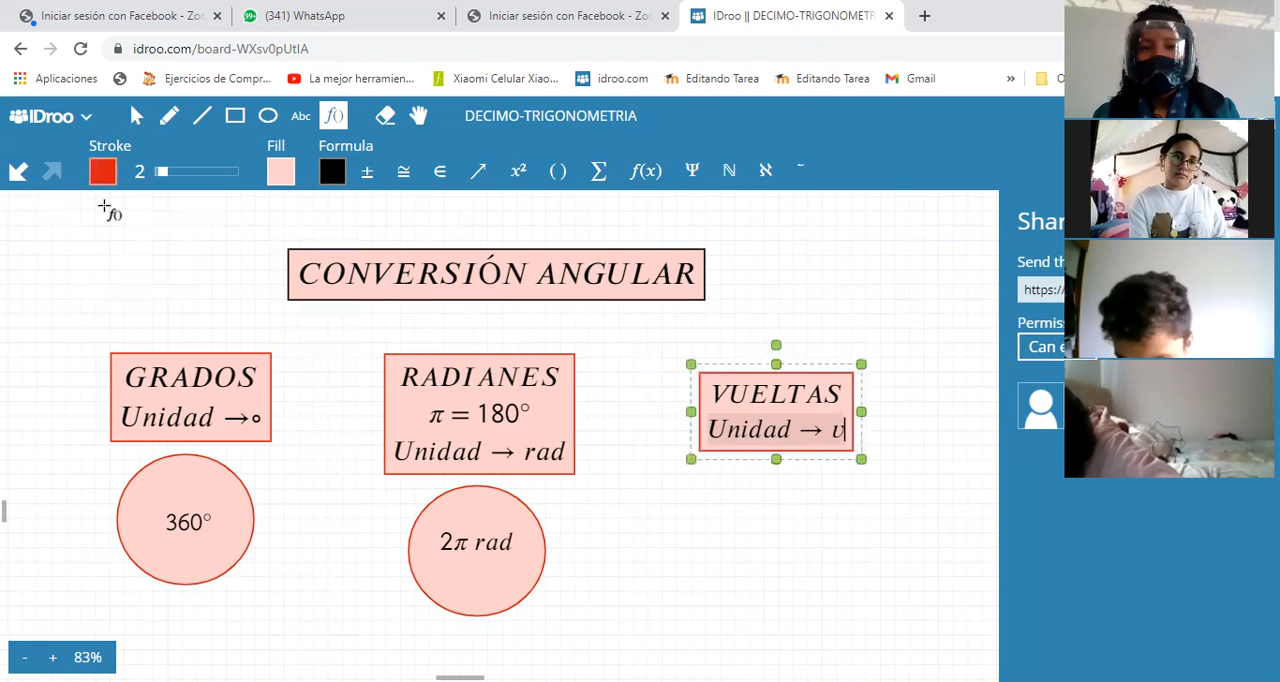 Iniciar sesión con Facebook - Zoo
(341) WhatsApp
Iniciar sesión con Facebook - Zoo
IDroo || DECIMO-TRIGONOMETR
idroo.com/board-WXsv0pUtIA
Aplicaciones
Ejercicios de Compr...
La mejor herramien...
Xiaomi Celular Xiao...
idroo.com
Editando Tarea
Editando Tarea
Gmail
»
IDroo
Abc
f()
DECIMO-TRIGONOMETRIA
Stroke
2
Fill
Formula
± ≅ ∈ x² ( ) ∑ f(x) Ψ ℕ ℵ ~
f()
CONVERSIÓN ANGULAR
GRADOS
Unidad →∘
360°
RADIANES
π = 180°
Unidad → rad
2π rad
VUELTAS
Unidad → v
Shar
Send th
https:/
Permis
Can e
- + 83%